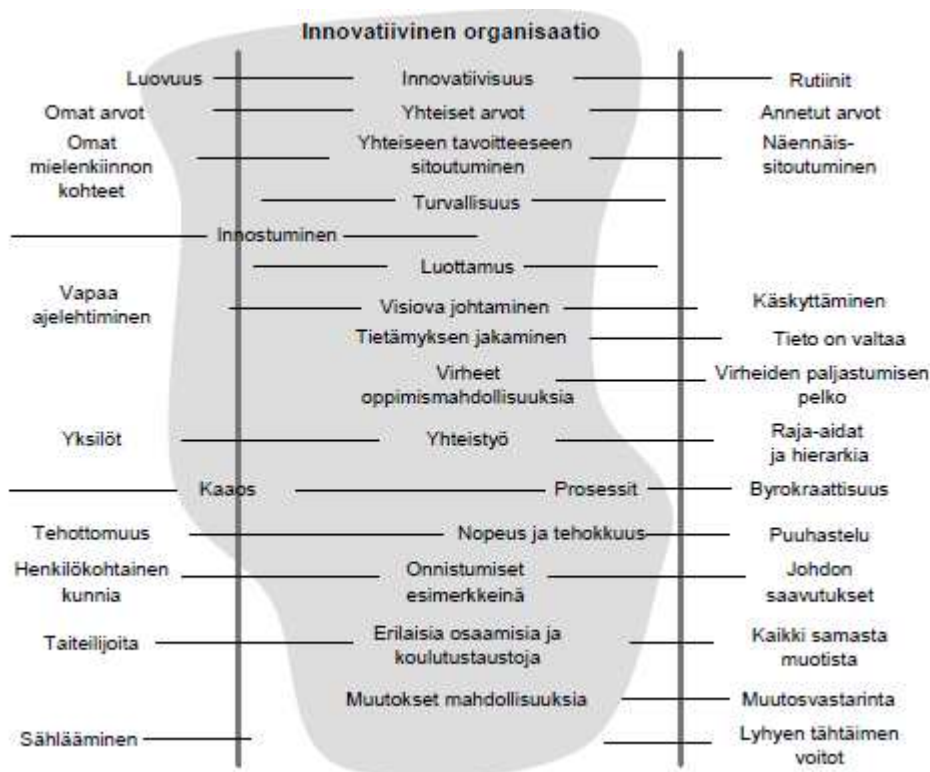 Innovatiivinen organisaatio
Luovuus Innovatiivisuus Rutiinit
Omat arvot Yhteiset arvot Annetut arvot
Omat
mielenkiinnon
kohteet
Yhteiseen tavoitteeseen
sitoutuminen
Näennäis-
sitoutuminen
Turvallisuus
Innostuminen
Luottamus
Vapaa
ajelehtiminen
Visiova johtaminen
Käskyttäminen
Tietämyksen jakaminen Tieto on valtaa
Virheet
oppimismahdollisuuksia
Virheiden paljastumisen
pelko
Yksilöt Yhteistyö
Raja-aidat
ja hierarkia
Kaaos Prosessit Byrokraattisuus
Tehottomuus Nopeus ja tehokkuus Puuhastelu
Henkilökohtainen
kunnia
Onnistumiset
esimerkkeinä
Johdon
saavutukset
Taiteilijoita
Erilaisia osaamisia ja
koulutustaustoja
Kaikki samasta
muotista
Muutokset mahdollisuuksia Muutosvastarinta
Sählääminen
Lyhyen tähtäimen
voitot